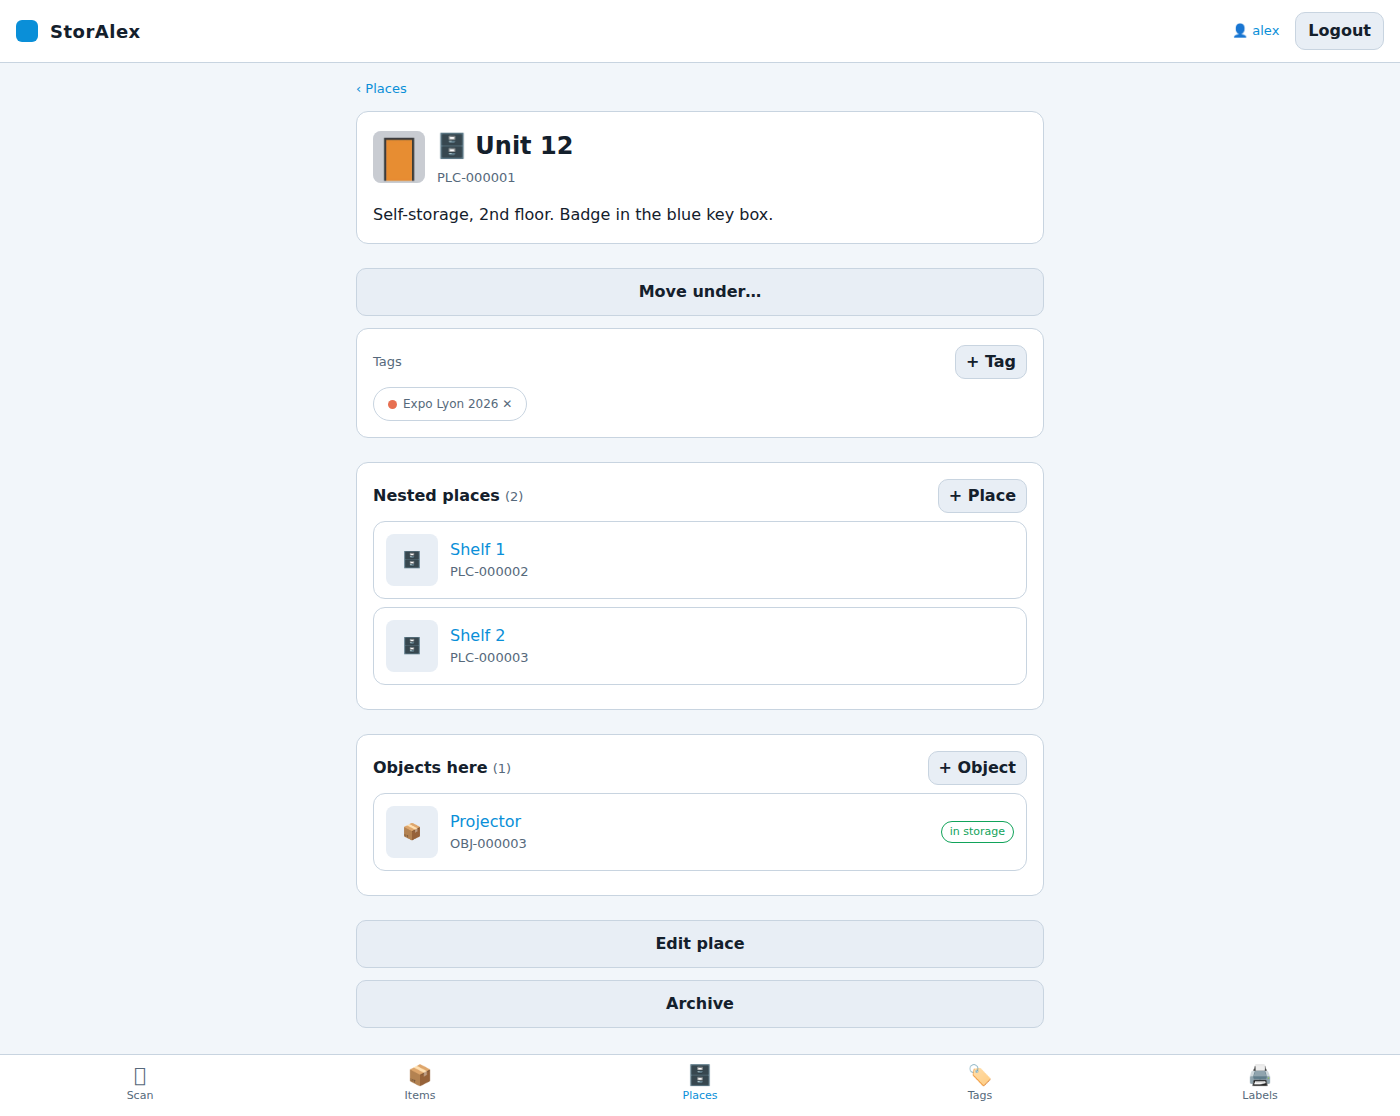 StorAlex
alex
Logout
‹ Places
Unit 12
PLC-000001
Self-storage, 2nd floor. Badge in the blue key box.
Move under…
Tags
+ Tag
Expo Lyon 2026 ✕
Nested places (2)
+ Place
Shelf 1
PLC-000002
Shelf 2
PLC-000003
Objects here (1)
+ Object
Projector
OBJ-000003
in storage
Edit place
Archive
Scan
Items
Places
Tags
Labels